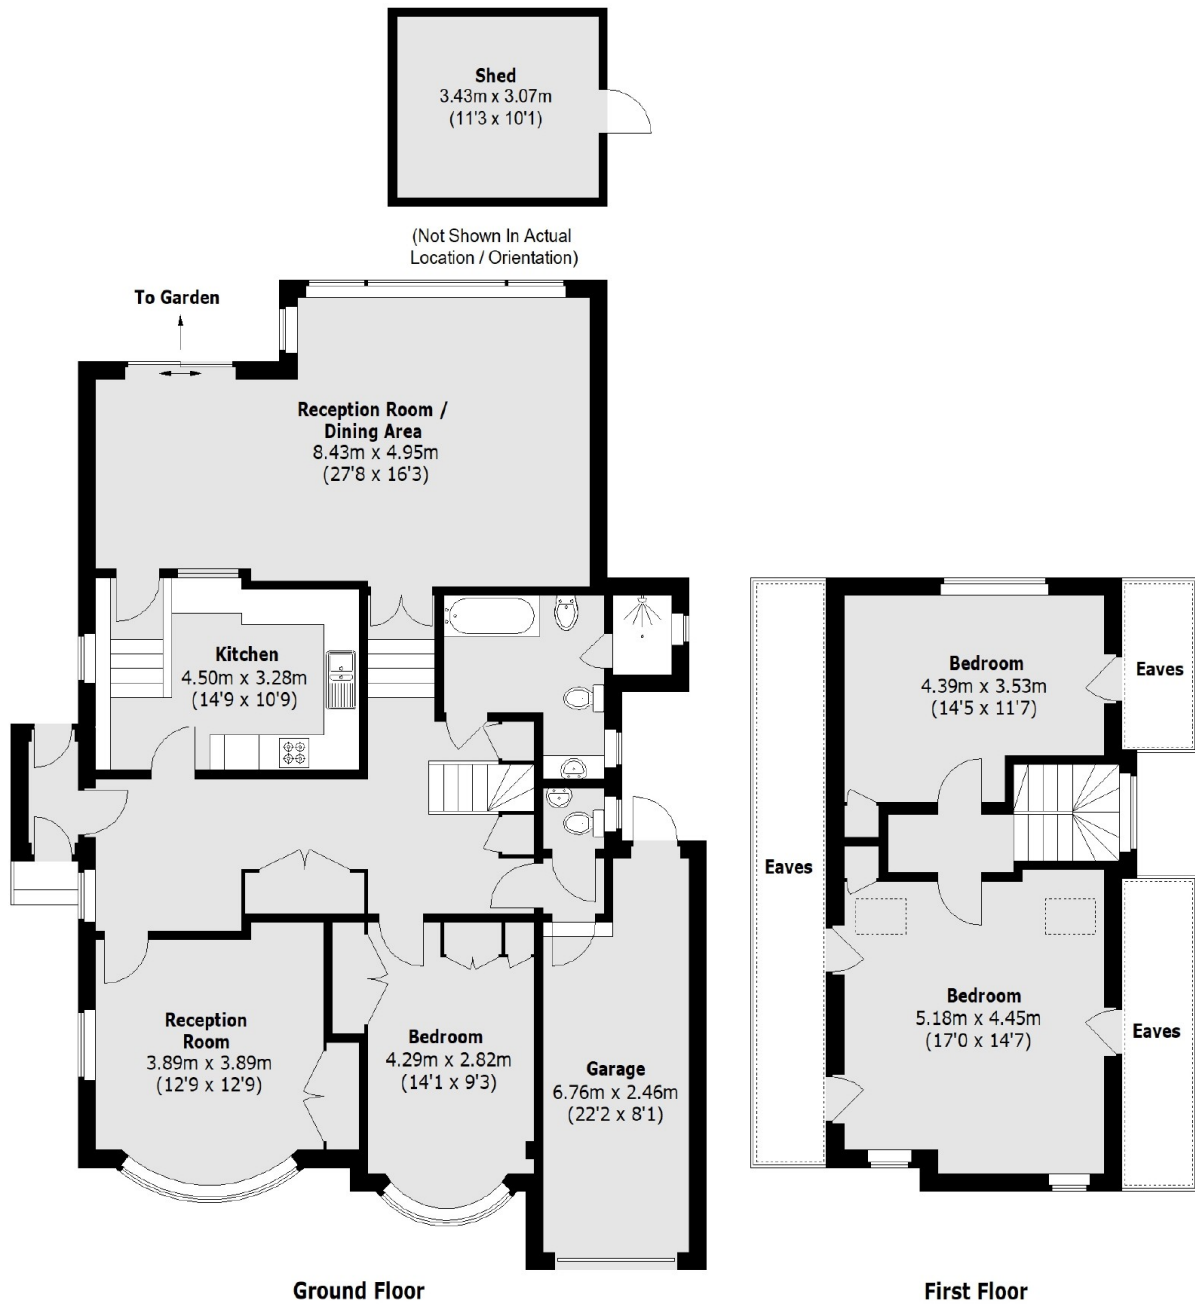 Shed
3.43m x 3.07m
(11'3 x 10'1)
(Not Shown In Actual
Location / Orientation)
To Garden
Reception Room /
Dining Area
8.43m x 4.95m
(27'8 x 16'3)
Kitchen
4.50m x 3.28m
(14'9 x 10'9)
Reception
Room
3.89m x 3.89m
(12'9 x 12'9)
Bedroom
4.29m x 2.82m
(14'1 x 9'3)
Garage
6.76m x 2.46m
(22'2 x 8'1)
Ground Floor
Bedroom
4.39m x 3.53m
(14'5 x 11'7)
Eaves
Eaves
Bedroom
5.18m x 4.45m
(17'0 x 14'7)
Eaves
First Floor